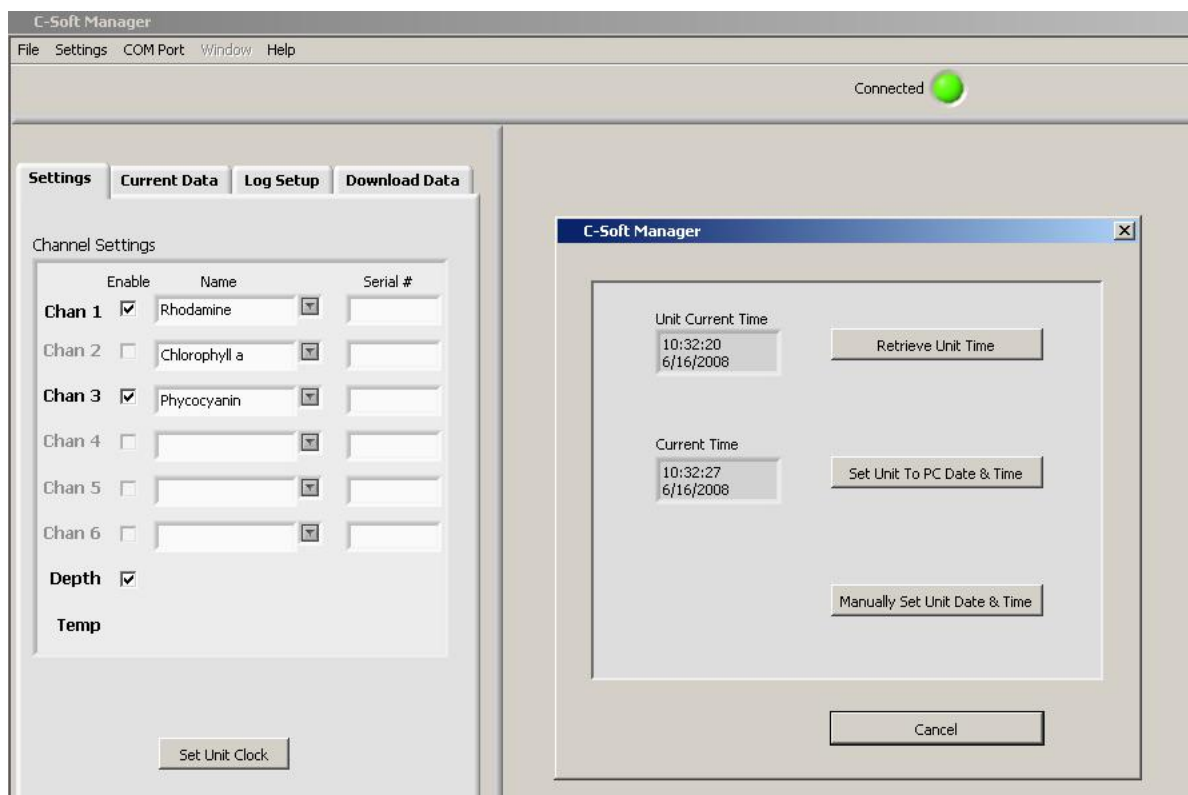 C-Soft Manager
File Settings COM Port Window Help
Connected
Settings Current Data Log Setup Download Data
Channel Settings
Enable Name Serial #
Chan 1 Rhodamine
Chan 2 Chlorophyll a
Chan 3 Phycocyanin
Chan 4
Chan 5
Chan 6
Depth
Temp
Set Unit Clock
C-Soft Manager
Unit Current Time
10:32:20
6/16/2008
Retrieve Unit Time
Current Time
10:32:27
6/16/2008
Set Unit To PC Date & Time
Manually Set Unit Date & Time
Cancel